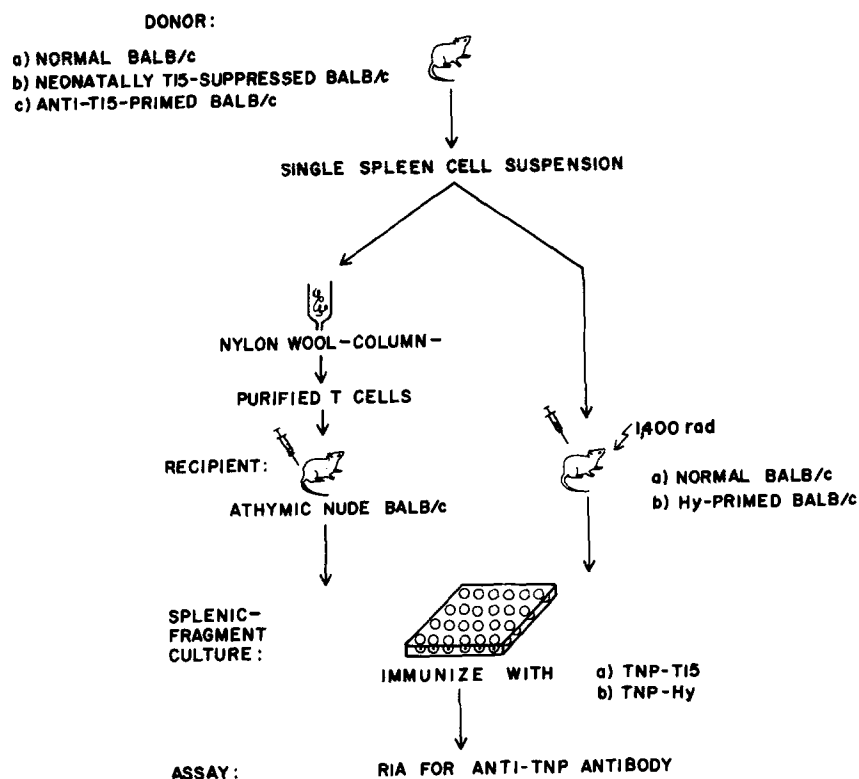 DONOR:
a) NORMAL BALB/c
b) NEONATALLY T15-SUPPRESSED BALB/c
c) ANTI-T15-PRIMED BALB/c
SINGLE SPLEEN CELL SUSPENSION
NYLON WOOL-COLUMN-
PURIFIED T CELLS
1,400 rad
RECIPIENT:
a) NORMAL BALB/c
b) Hy-PRIMED BALB/c
ATHYMIC NUDE BALB/c
SPLENIC-
FRAGMENT
CULTURE:
IMMUNIZE WITH
a) TNP-T15
b) TNP-Hy
ASSAY:
RIA FOR ANTI-TNP ANTIBODY